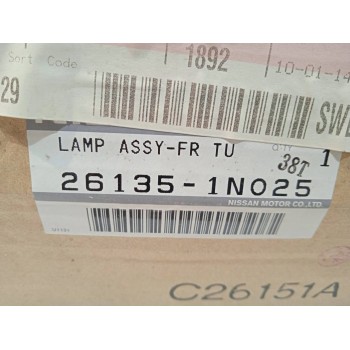 Sort Code
1892
10-01-14
29
SWE
LAMP ASSY-FR TU
1
38T
26135-1N025
NISSAN MOTOR CO.,LTD.
C26151A